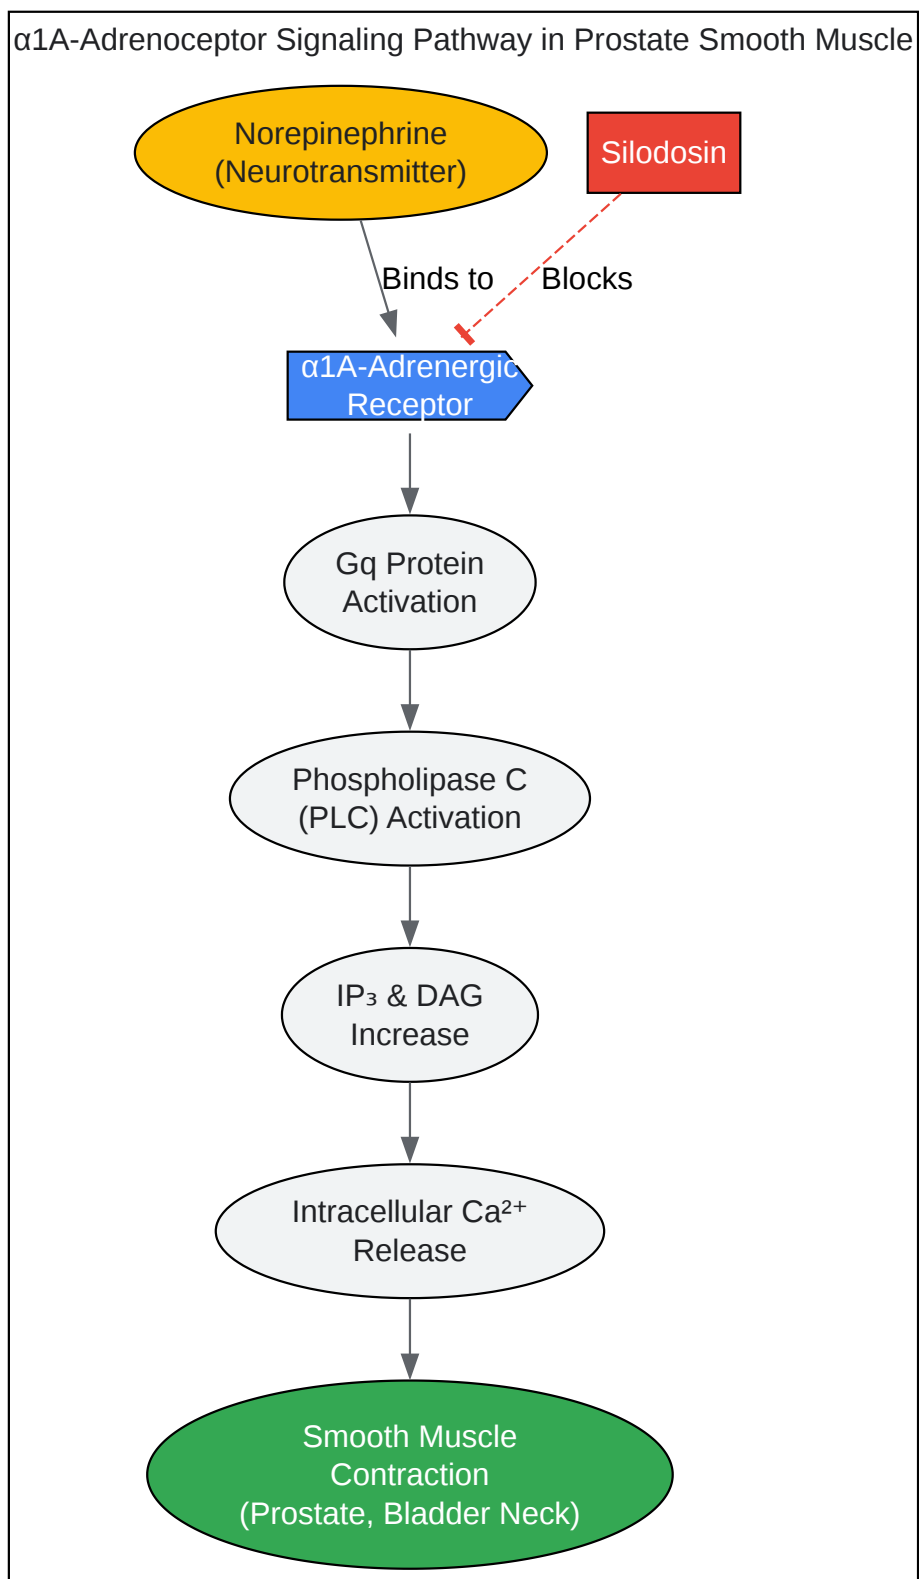 α1A-Adrenoceptor Signaling Pathway in Prostate Smooth Muscle
Norepinephrine
(Neurotransmitter)
Silodosin
Binds to
Blocks
α1A-Adrenergic
Receptor
Gq Protein
Activation
Phospholipase C
(PLC) Activation
IP₃ & DAG
Increase
Intracellular Ca²⁺
Release
Smooth Muscle
Contraction
(Prostate, Bladder Neck)